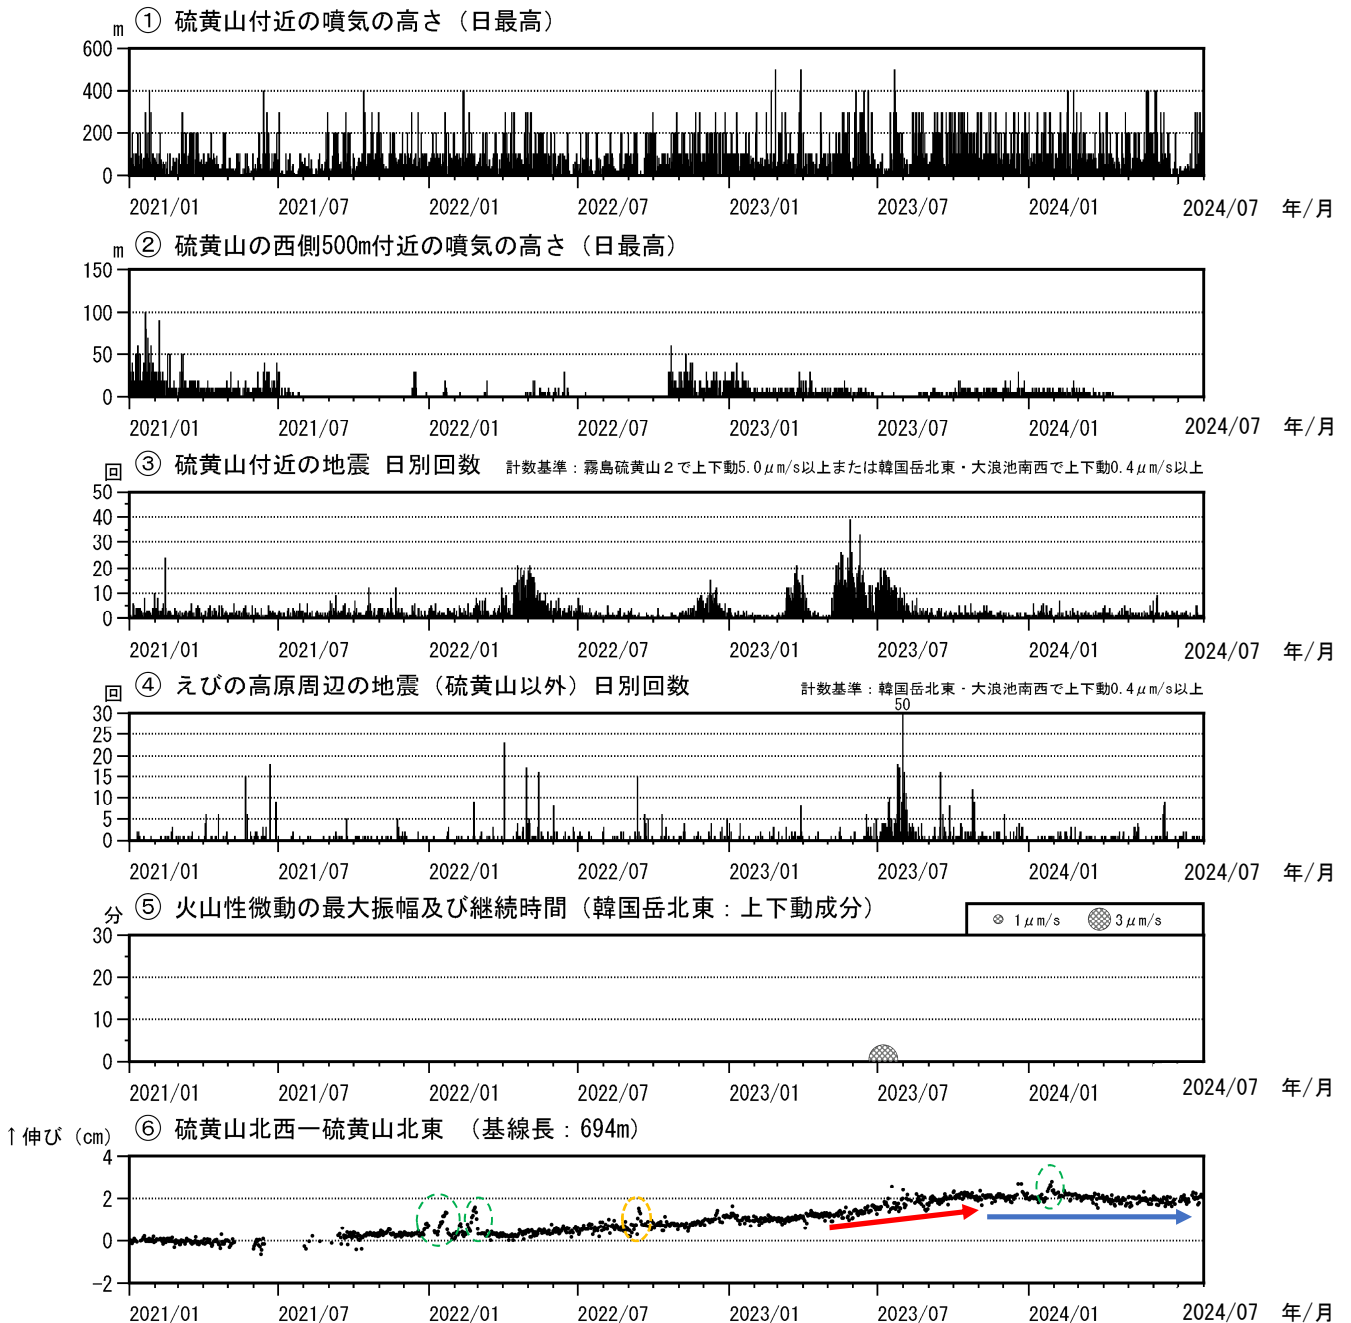 m ① 硫黄山付近の噴気の高さ（日最高）
600
400
200
0
2021/01 2021/07 2022/01 2022/07 2023/01 2023/07 2024/01 2024/07 年/月
m ② 硫黄山の西側500m付近の噴気の高さ（日最高）
150
100
50
0
2021/01 2021/07 2022/01 2022/07 2023/01 2023/07 2024/01 2024/07 年/月
回 ③ 硫黄山付近の地震 日別回数 計数基準：霧島硫黄山２で上下動5.0μm/s以上または韓国岳北東・大浪池南西で上下動0.4μm/s以上
50
40
30
20
10
0
2021/01 2021/07 2022/01 2022/07 2023/01 2023/07 2024/01 2024/07 年/月
回 ④ えびの高原周辺の地震（硫黄山以外）日別回数 計数基準：韓国岳北東・大浪池南西で上下動0.4μm/s以上
50
30
25
20
15
10
5
0
2021/01 2021/07 2022/01 2022/07 2023/01 2023/07 2024/01 2024/07 年/月
分 ⑤ 火山性微動の最大振幅及び継続時間（韓国岳北東：上下動成分）
1μm/s 3μm/s
30
20
10
0
2021/01 2021/07 2022/01 2022/07 2023/01 2023/07 2024/01 2024/07 年/月
↑伸び（cm） ⑥ 硫黄山北西－硫黄山北東 （基線長：694m）
4
2
0
-2
2021/01 2021/07 2022/01 2022/07 2023/01 2023/07 2024/01 2024/07 年/月